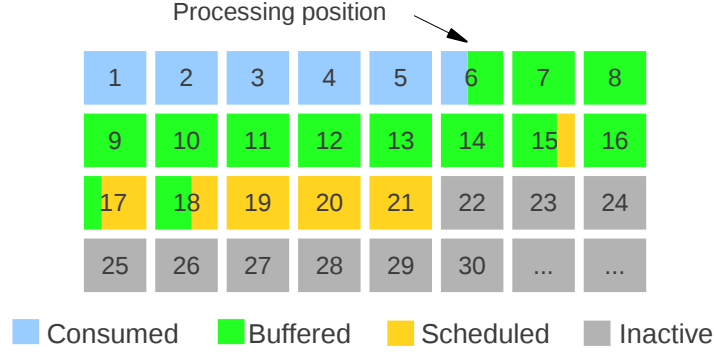 Processing position
1 2 3 4 5 6 7 8
9 10 11 12 13 14 15 16
17 18 19 20 21 22 23 24
25 26 27 28 29 30 ... ...
Consumed Buffered Scheduled Inactive